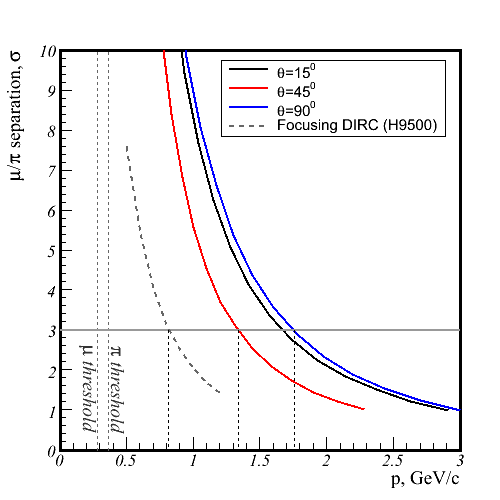 μ/π separation, σ
10
9
8
7
6
5
4
3
2
1
0
θ=15⁰
θ=45⁰
θ=90⁰
Focusing DIRC (H9500)
μ threshold
π threshold
0 0.5 1 1.5 2 2.5 3
p, GeV/c